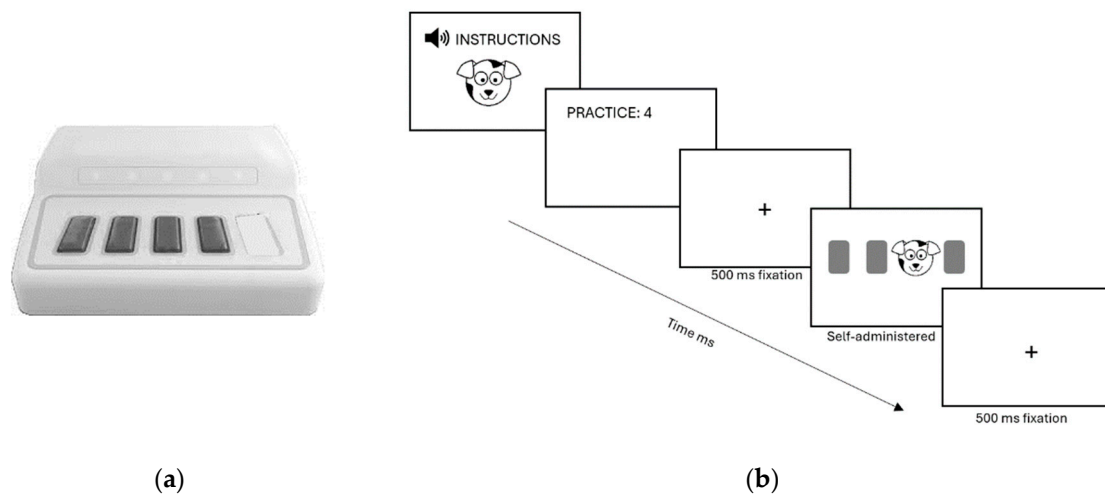 INSTRUCTIONS
PRACTICE: 4
+
500 ms fixation
Self-administered
+
500 ms fixation
Time ms
(a)
(b)